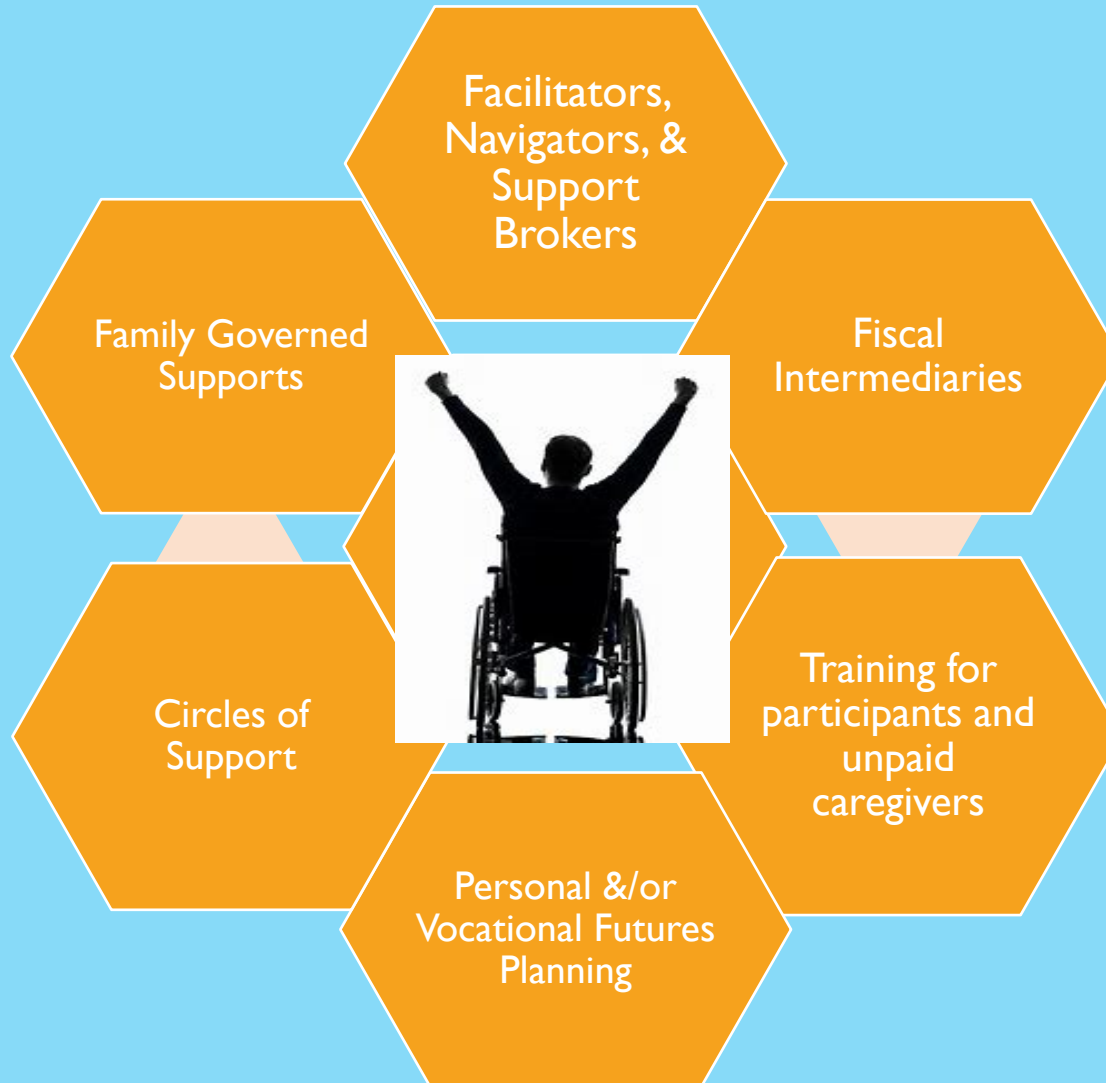 Facilitators,
Navigators, &
Support
Brokers
Family Governed
Supports
Fiscal
Intermediaries
Circles of
Support
Training for
participants and
unpaid
caregivers
Personal &/or
Vocational Futures
Planning